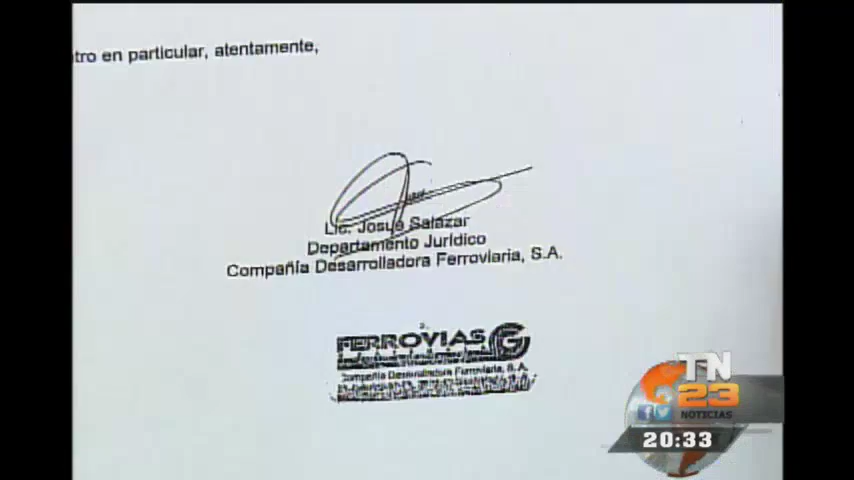 tro en particular, atentamente,
Lic. Josué Salazar
Departamento Jurídico
Compañía Desarrolladora Ferroviaria, S.A.
FERROVIAS
Compañía Desarrolladora Ferroviaria, S.A.
TN
23
NOTICIAS
20:33